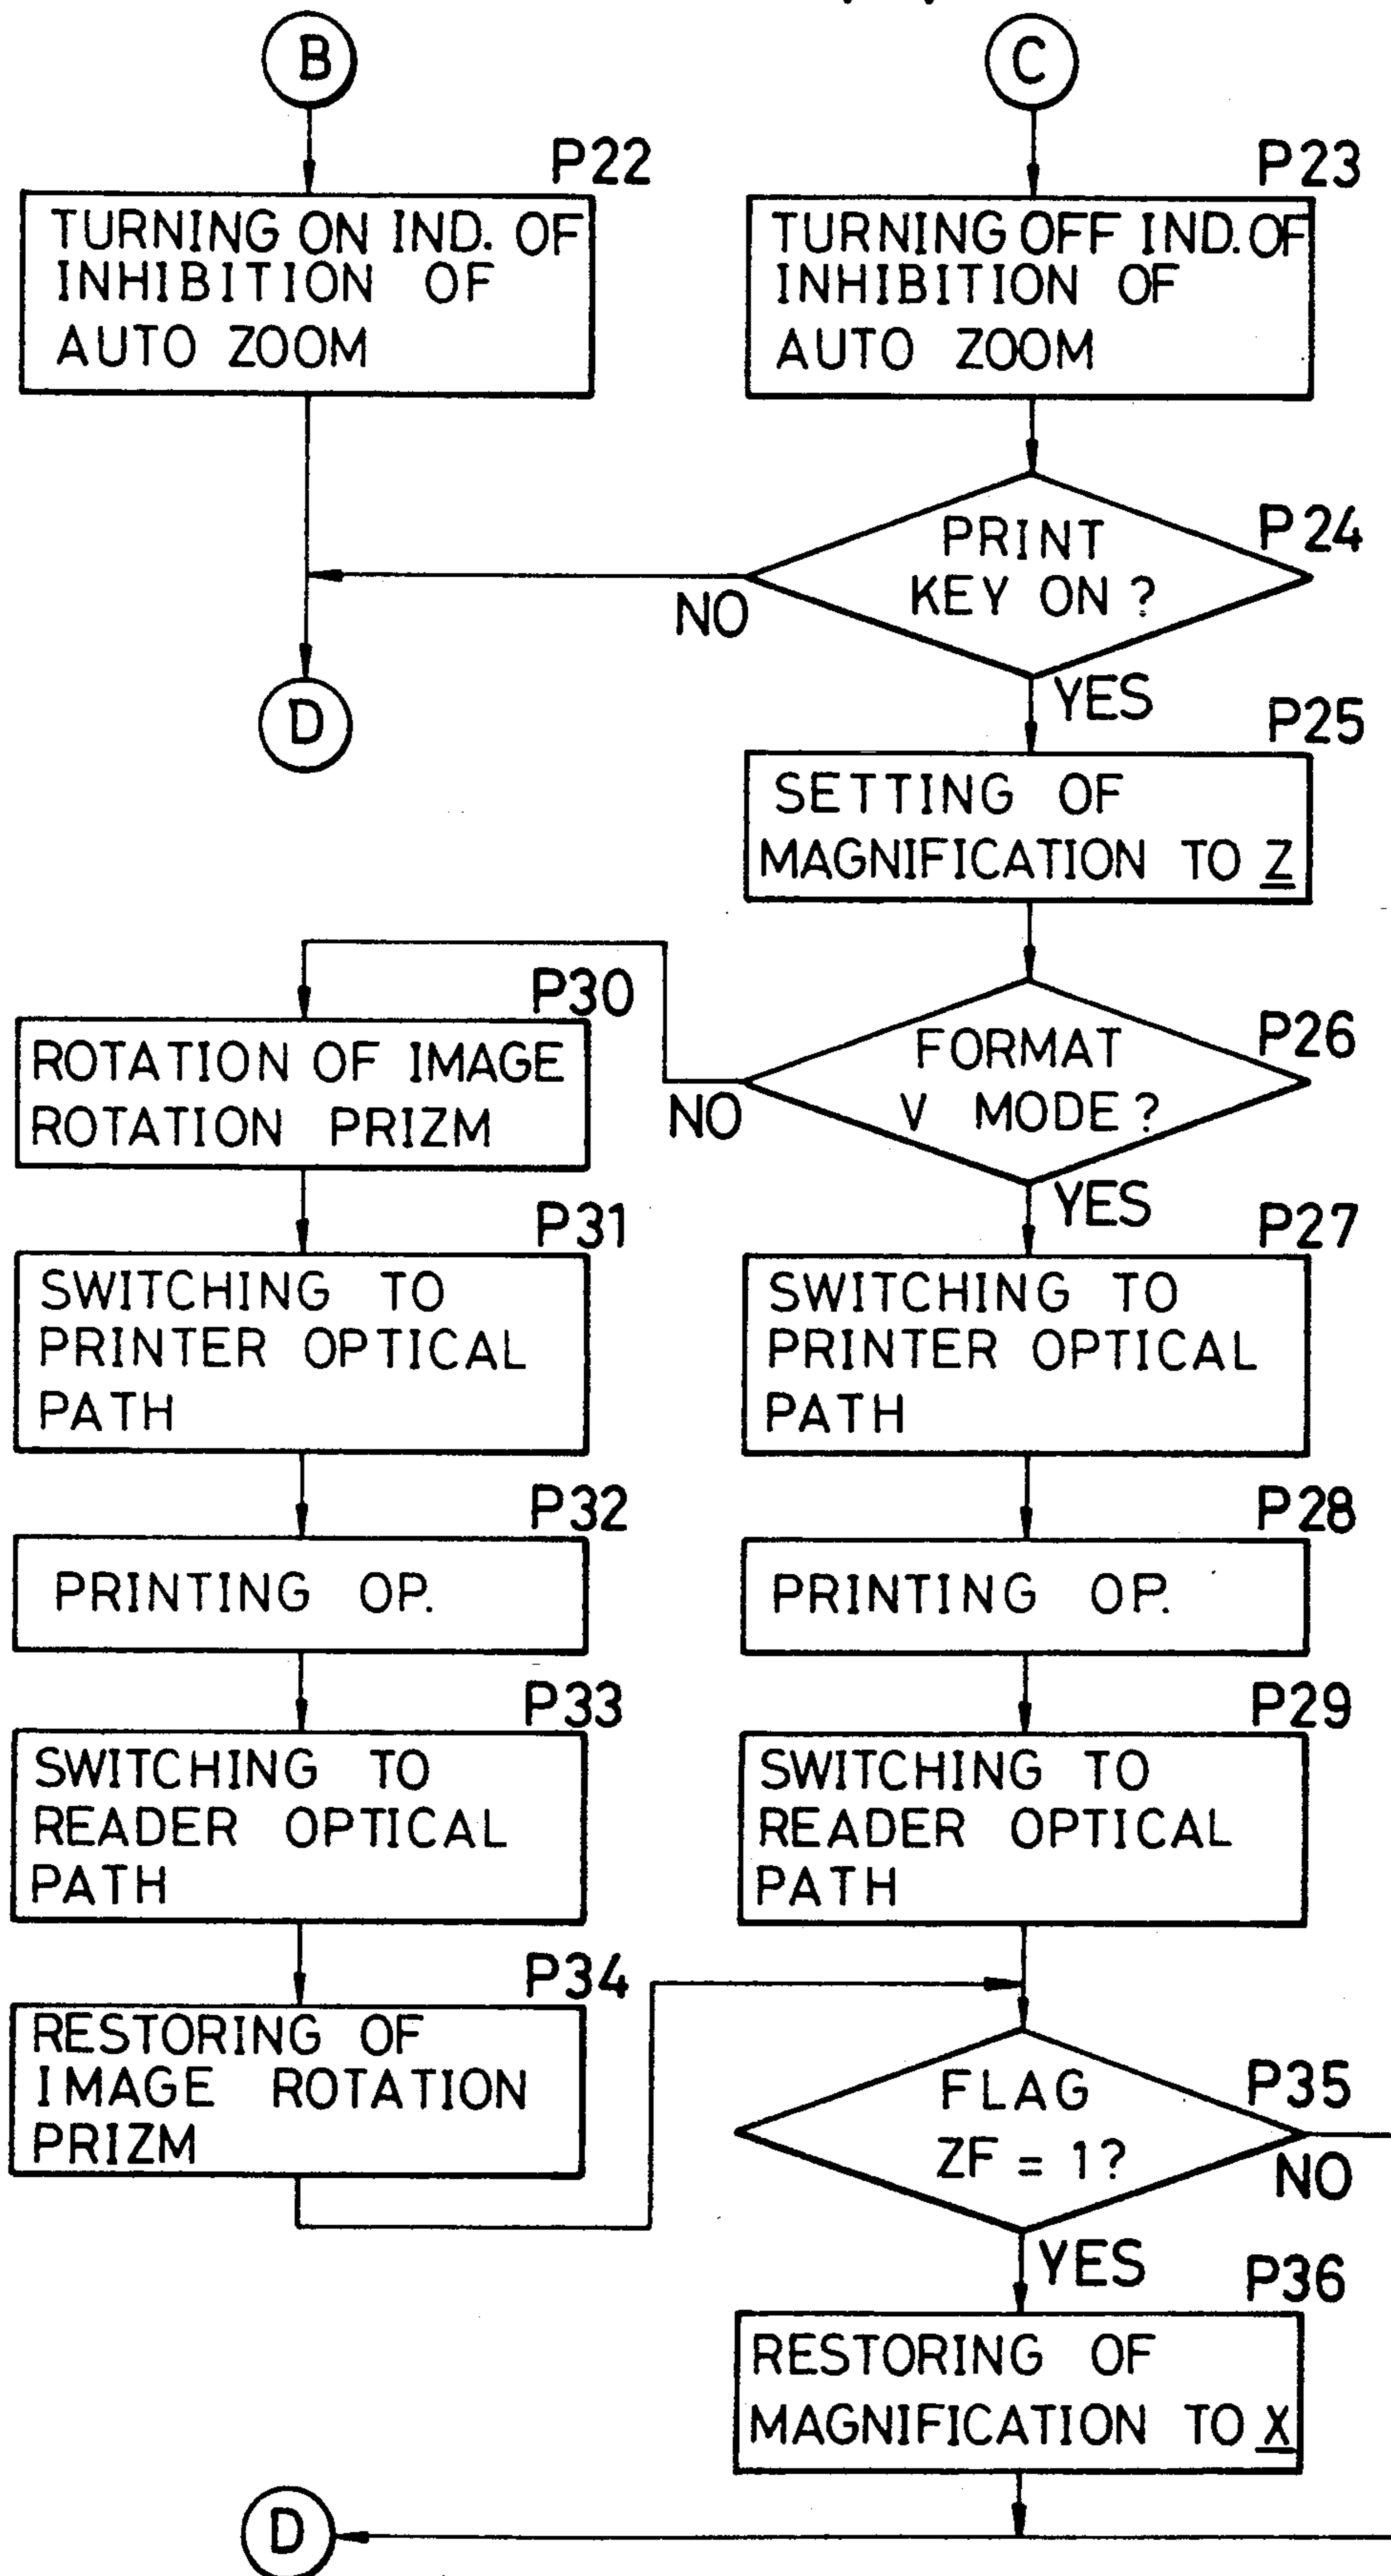 B
P22
TURNING ON IND. OF
INHIBITION OF
AUTO ZOOM
C
P23
TURNING OFF IND. OF
INHIBITION OF
AUTO ZOOM
P24
PRINT
KEY ON ?
NO
YES
D
P25
SETTING OF
MAGNIFICATION TO Z
P26
FORMAT
V MODE ?
NO
YES
P30
ROTATION OF IMAGE
ROTATION PRIZM
P31
SWITCHING TO
PRINTER OPTICAL
PATH
P32
PRINTING OP.
P33
SWITCHING TO
READER OPTICAL
PATH
P34
RESTORING OF
IMAGE ROTATION
PRIZM
P27
SWITCHING TO
PRINTER OPTICAL
PATH
P28
PRINTING OP.
P29
SWITCHING TO
READER OPTICAL
PATH
P35
FLAG
ZF = 1?
NO
YES
P36
RESTORING OF
MAGNIFICATION TO X
D